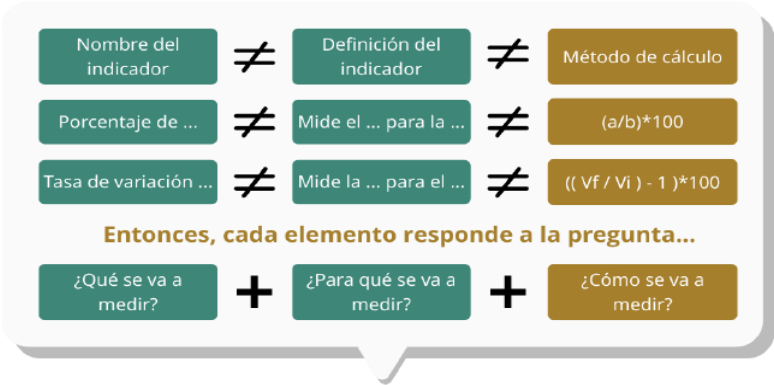 Nombre del
indicador
≠
Definición del
indicador
≠
Método de cálculo
Porcentaje de ...
≠
Mide el ... para la ...
≠
(a/b)*100
Tasa de variación ...
≠
Mide la ... para el ...
≠
(( Vf / Vi ) - 1 )*100
Entonces, cada elemento responde a la pregunta...
¿Qué se va a
medir?
+
¿Para qué se va a
medir?
+
¿Cómo se va a
medir?